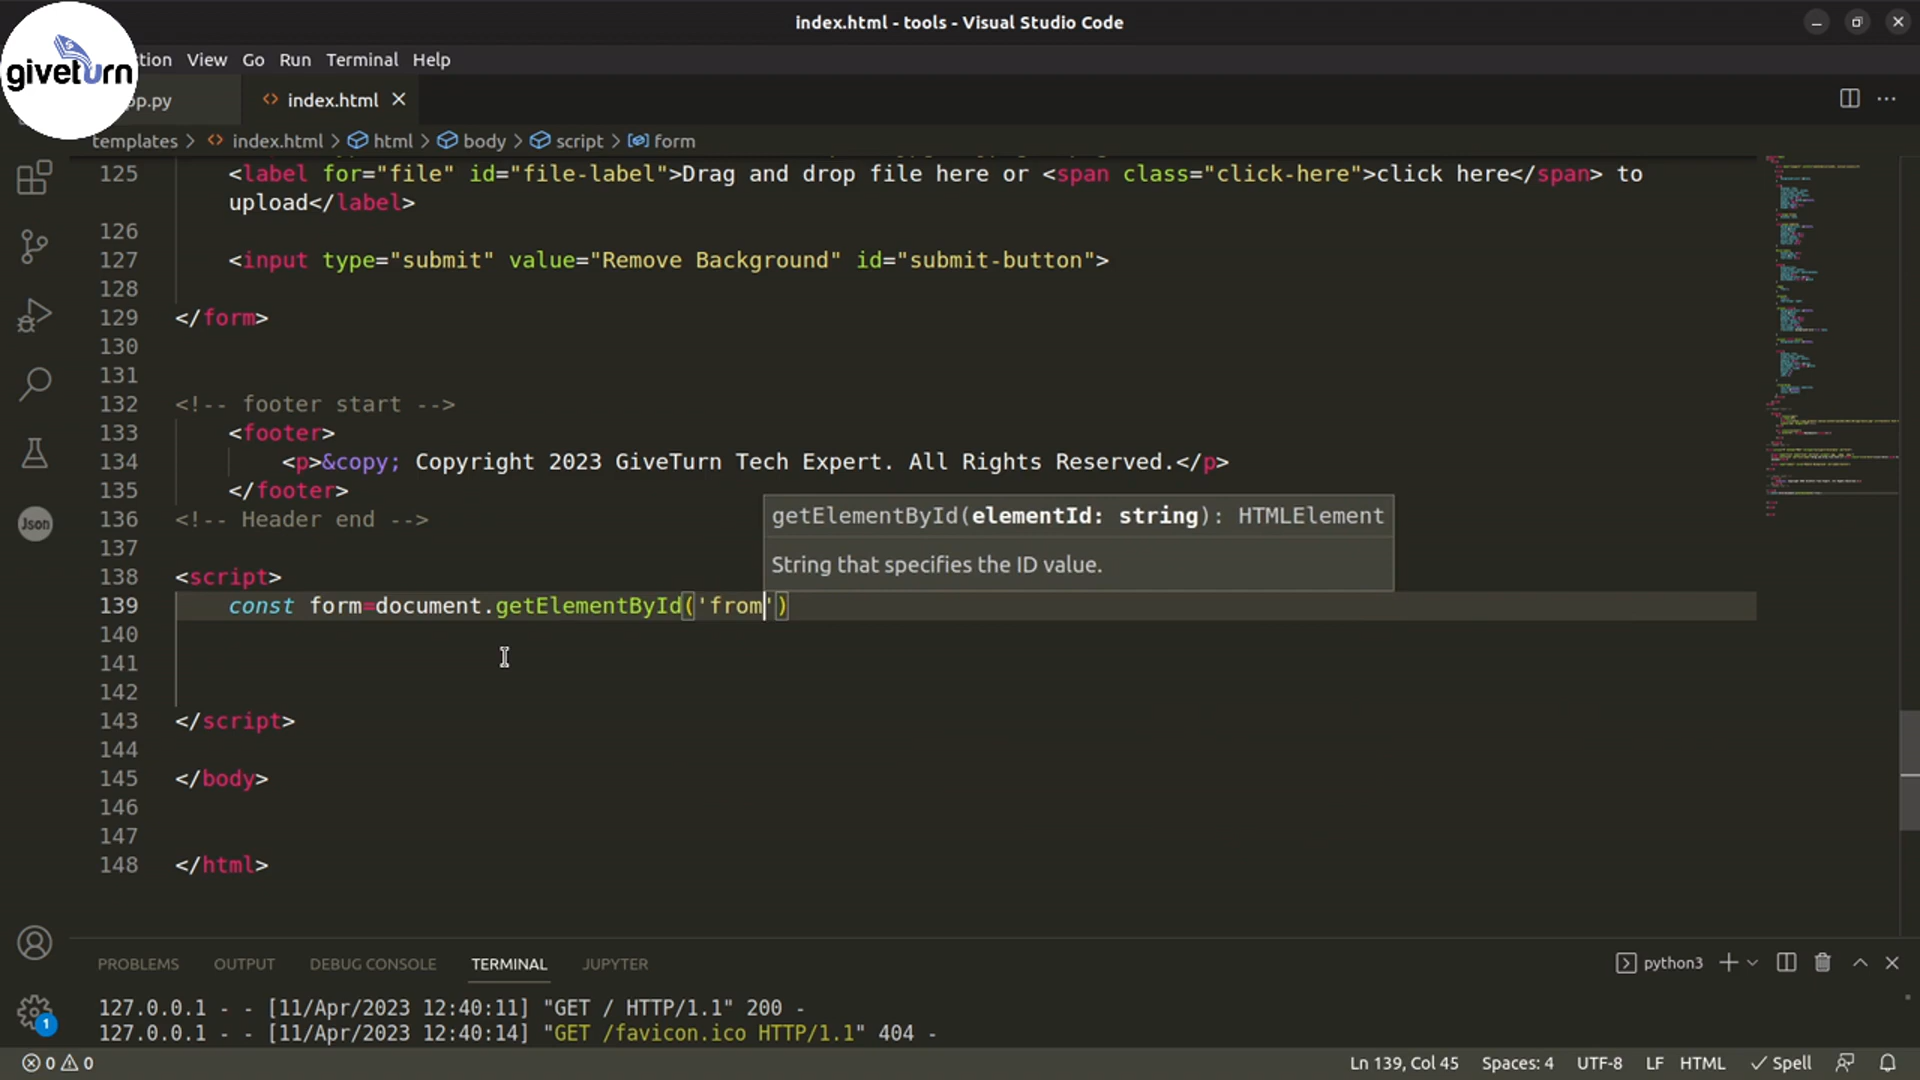 index.html - tools - Visual Studio Code
giveturn
tion View Go Run Terminal Help
pp.py
<> index.html ×
templates > <> index.html > html > body > script > form
125 <label for="file" id="file-label">Drag and drop file here or <span class="click-here">click here</span> to
upload</label>
126
127 <input type="submit" value="Remove Background" id="submit-button">
128
129 </form>
130
131
132 <!-- footer start -->
133 <footer>
134 <p>&copy; Copyright 2023 GiveTurn Tech Expert. All Rights Reserved.</p>
135 </footer>
136 <!-- Header end -->
getElementById(elementId: string): HTMLElement
137
String that specifies the ID value.
138 <script>
139 const form=document.getElementById('from')
140
141
142
143 </script>
144
145 </body>
146
147
148 </html>
Json
PROBLEMS OUTPUT DEBUG CONSOLE TERMINAL JUPYTER
python3
127.0.0.1 - - [11/Apr/2023 12:40:11] "GET / HTTP/1.1" 200 -
127.0.0.1 - - [11/Apr/2023 12:40:14] "GET /favicon.ico HTTP/1.1" 404 -
1
0 0
Ln 139, Col 45 Spaces: 4 UTF-8 LF HTML Spell